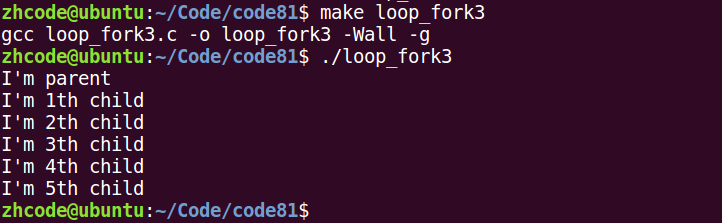 zhcode@ubuntu:~/Code/code81$ make loop_fork3
gcc loop_fork3.c -o loop_fork3 -Wall -g
zhcode@ubuntu:~/Code/code81$ ./loop_fork3
I'm parent
I'm 1th child
I'm 2th child
I'm 3th child
I'm 4th child
I'm 5th child
zhcode@ubuntu:~/Code/code81$